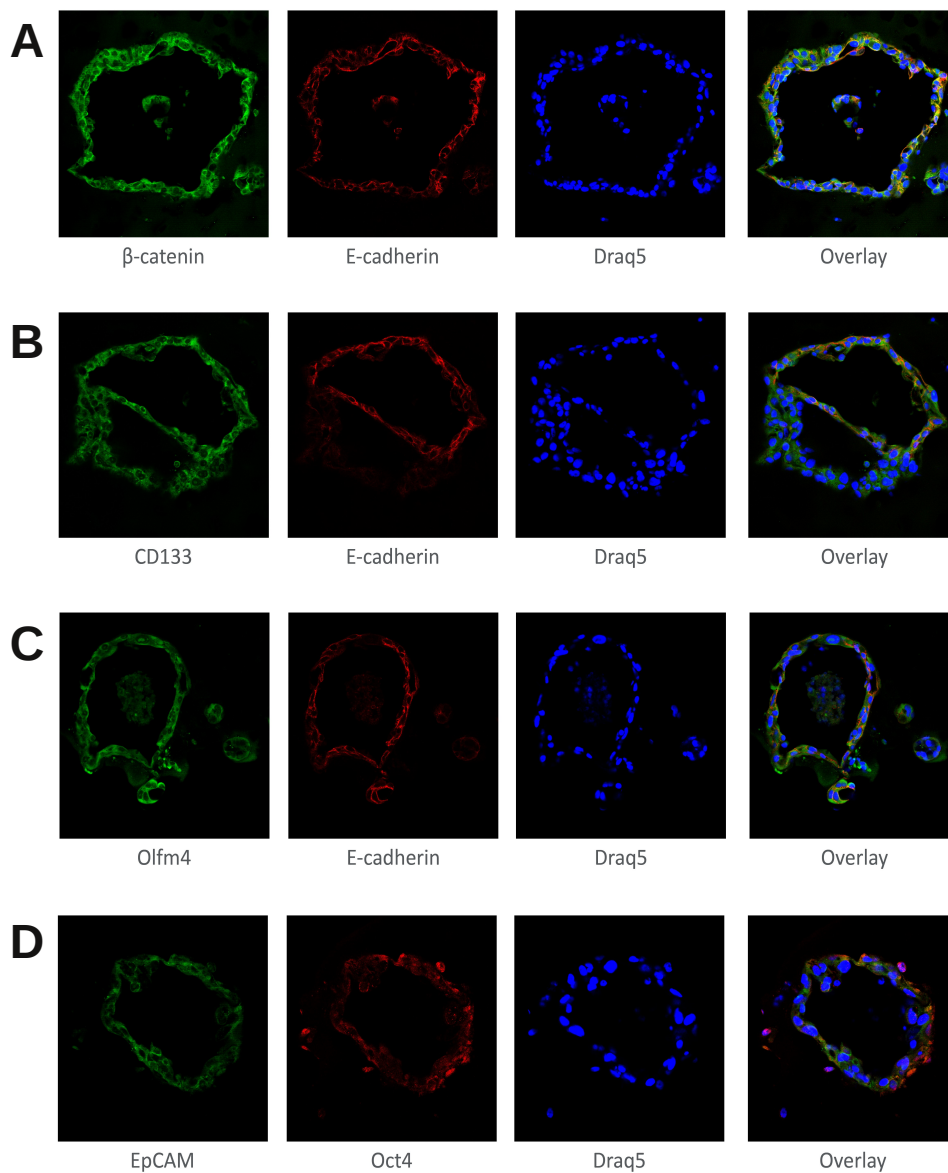 A
β-catenin E-cadherin Draq5 Overlay
B
CD133 E-cadherin Draq5 Overlay
C
Olfm4 E-cadherin Draq5 Overlay
D
EpCAM Oct4 Draq5 Overlay